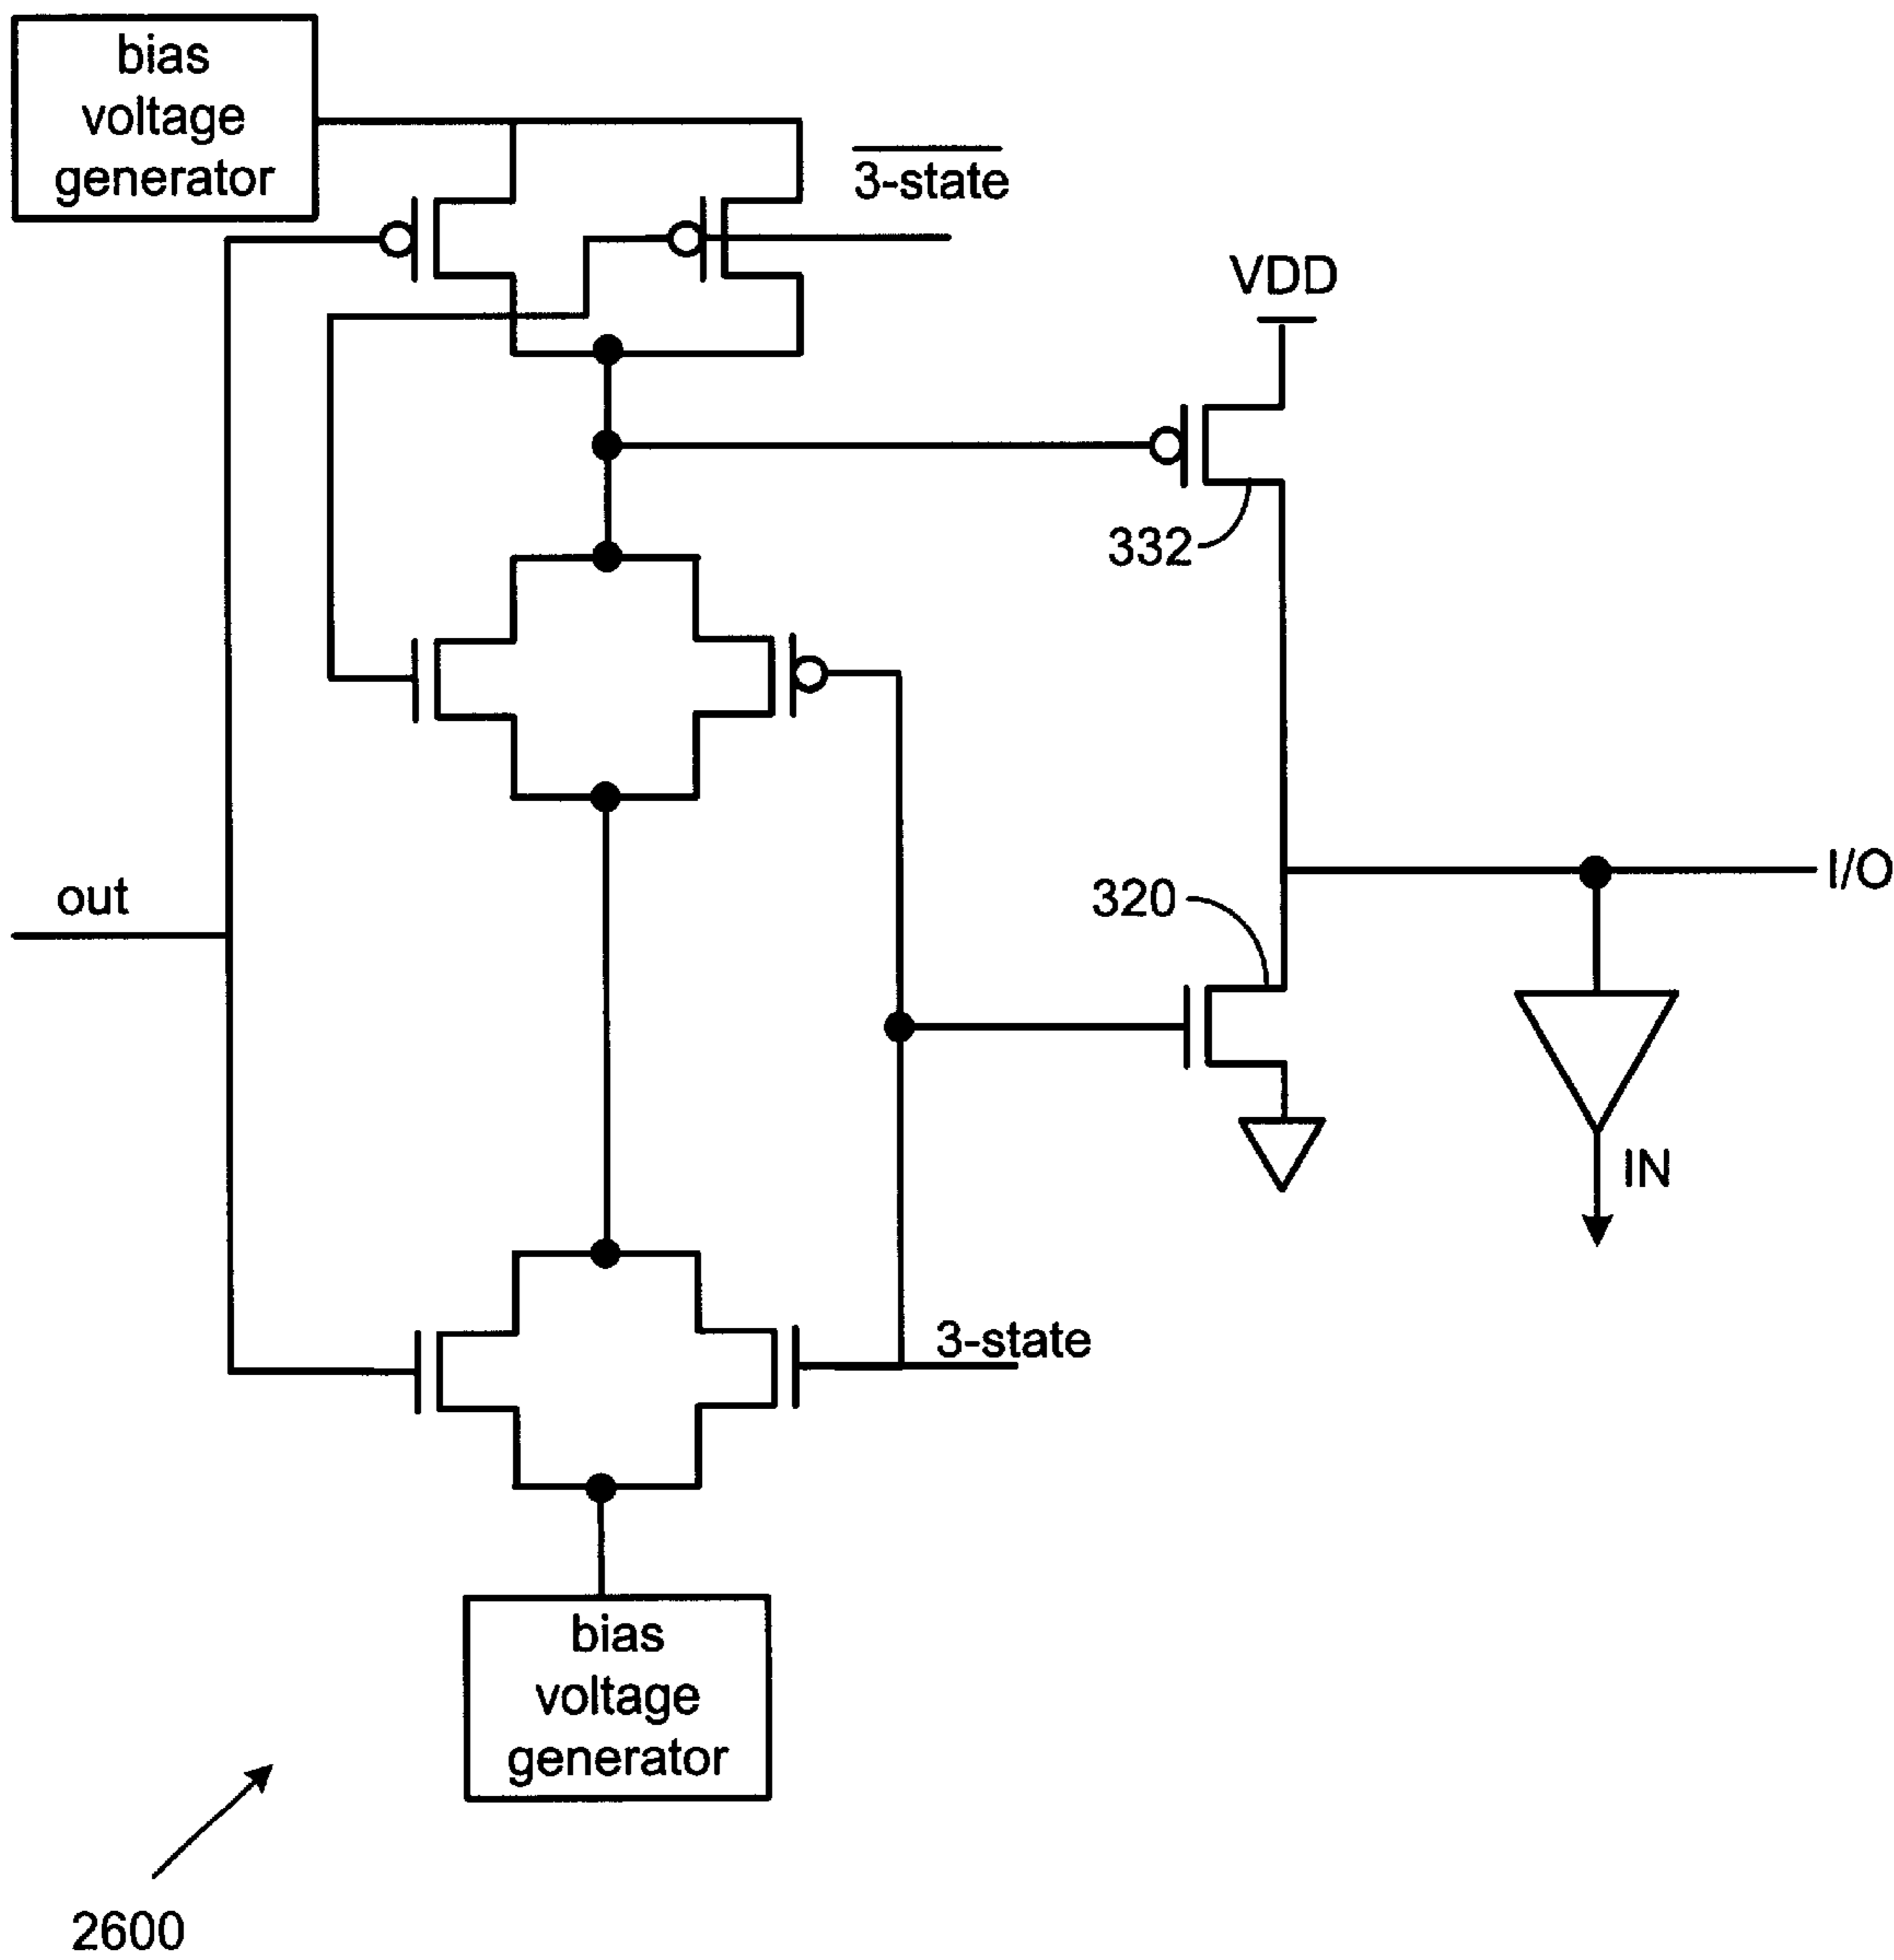 bias
voltage
generator
3-state
VDD
332
out
320
I/O
IN
3-state
bias
voltage
generator
2600